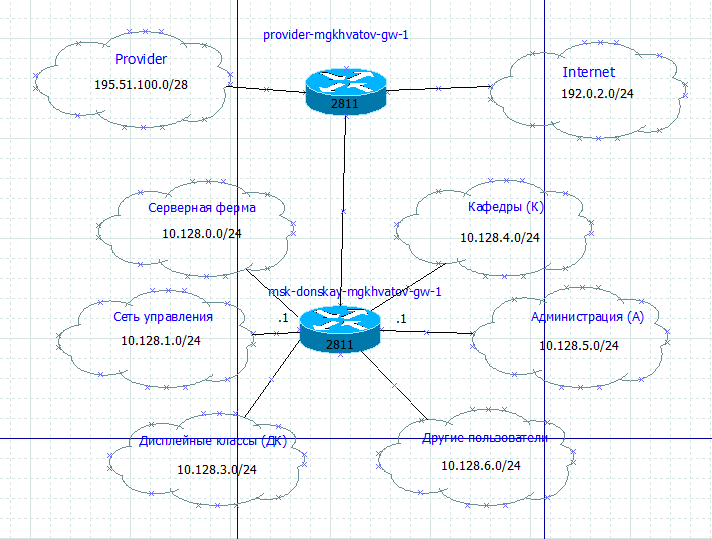 provider-mgkhvatov-gw-1
Provider
195.51.100.0/28
2811
Internet
192.0.2.0/24
Серверная ферма
10.128.0.0/24
Кафедры (К)
10.128.4.0/24
msk-donskay-mgkhvatov-gw-1
Сеть управления
10.128.1.0/24
.1
2811
.1
Администрация (А)
10.128.5.0/24
Дисплейные классы (ДК)
10.128.3.0/24
Другие пользователи
10.128.6.0/24